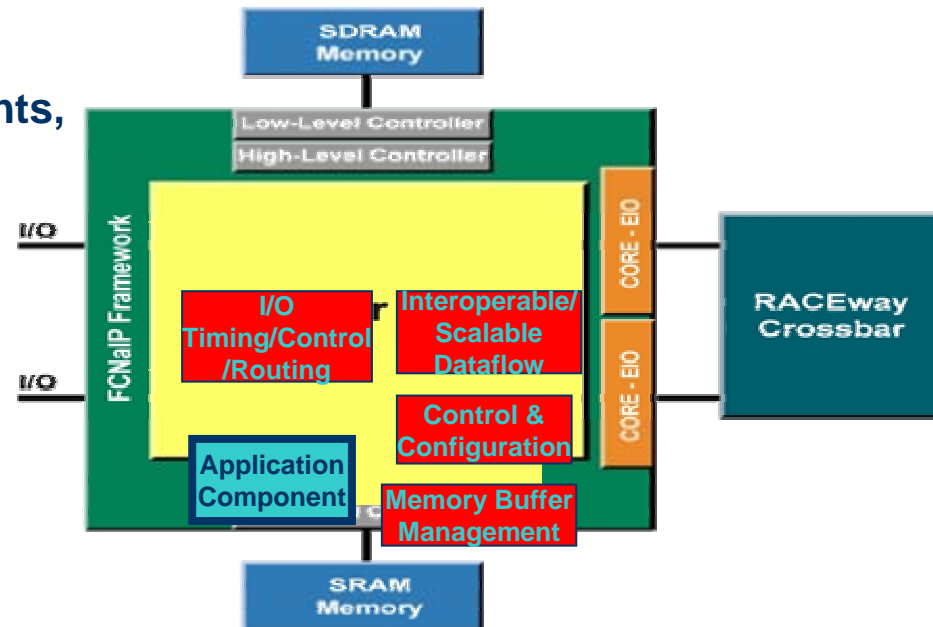 SDRAM
Memory
nts,
Low-Level Controller
High-Level Controller
I/O
I/O
FCNaIP Framework
CORE - EIO
CORE - EIO
RACEway
Crossbar
I/O
Timing/Control
/Routing
r
Interoperable/
Scalable
Dataflow
Control &
Configuration
Application
Component
Memory Buffer
Management
SRAM
Memory